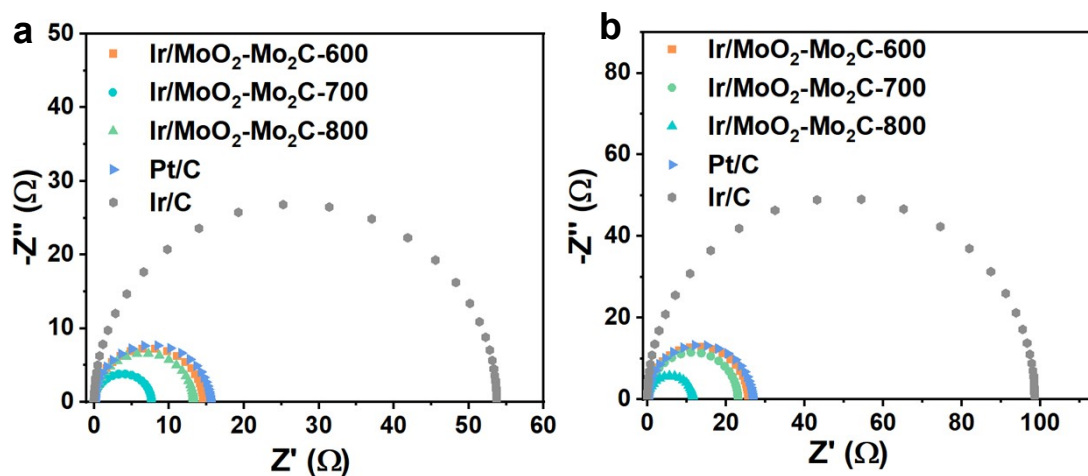 a
50
40
30
20
10
0
-Z'' (Ω)
Ir/MoO₂-Mo₂C-600
Ir/MoO₂-Mo₂C-700
Ir/MoO₂-Mo₂C-800
Pt/C
Ir/C
0 10 20 30 40 50 60
Z' (Ω)
b
80
60
40
20
0
-Z'' (Ω)
Ir/MoO₂-Mo₂C-600
Ir/MoO₂-Mo₂C-700
Ir/MoO₂-Mo₂C-800
Pt/C
Ir/C
0 20 40 60 80 100
Z' (Ω)